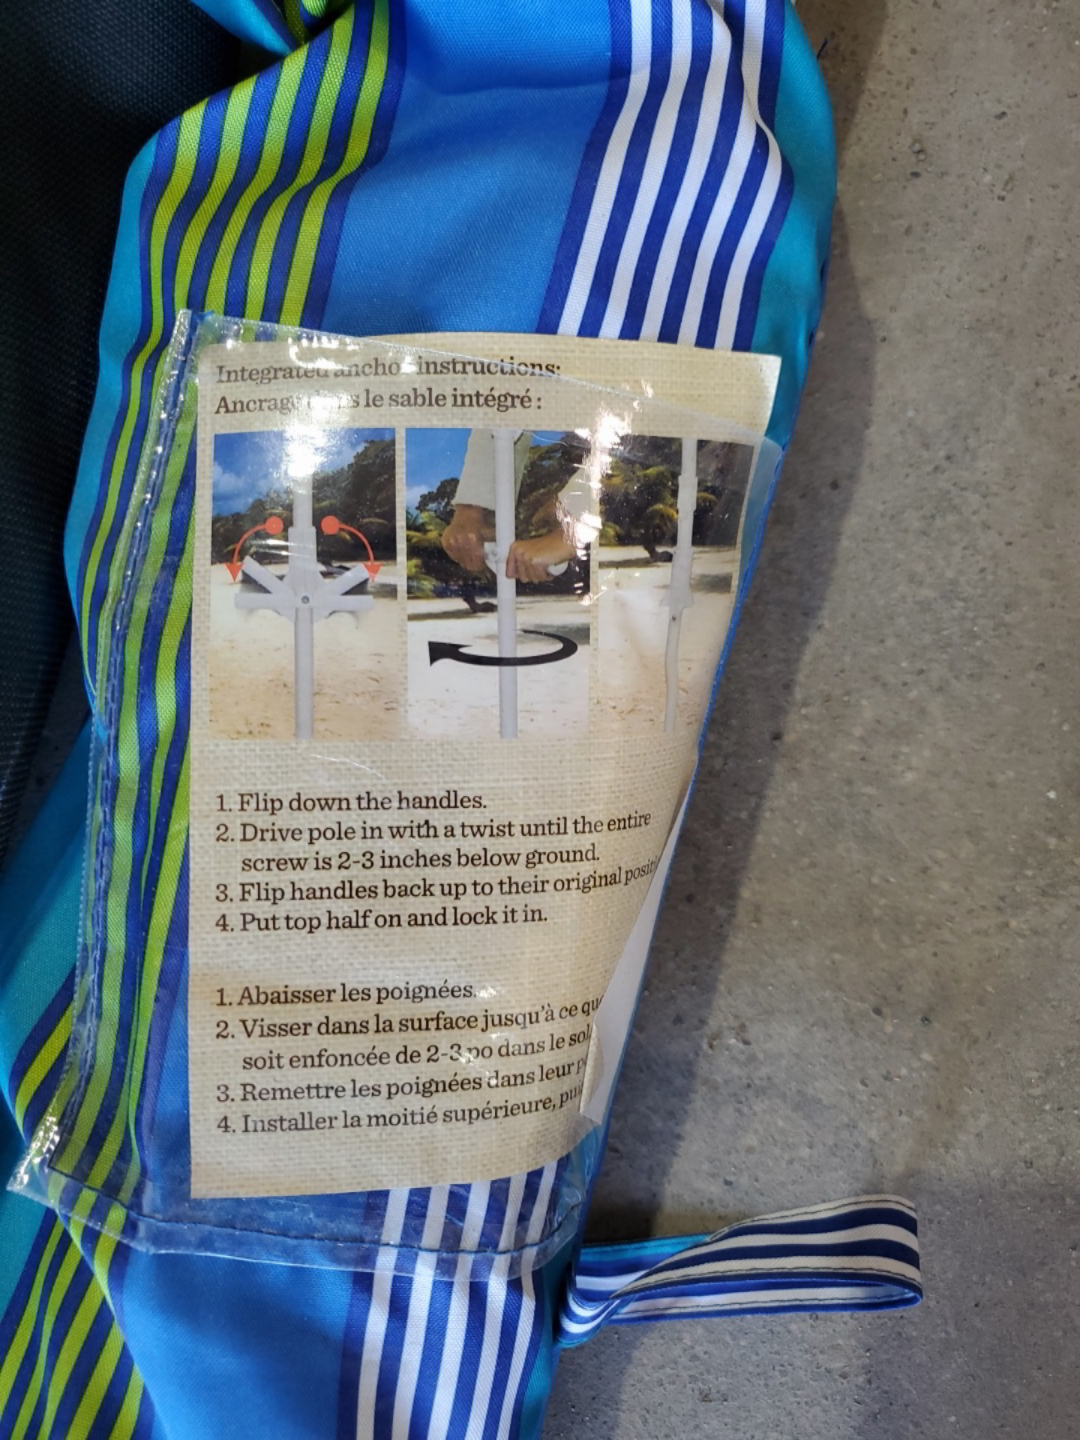 Integrated anchor instructions:
Ancrage dans le sable intégré :
1. Flip down the handles.
2. Drive pole in with a twist until the entire
screw is 2-3 inches below ground.
3. Flip handles back up to their original
4. Put top half on and lock it in.
1. Abaisser les poignées.
2. Visser dans la surface jusqu'à ce
soit enfoncée de 2-3 po dans le sol
3. Remettre les poignées dans leur
4. Installer la moitié supérieure,